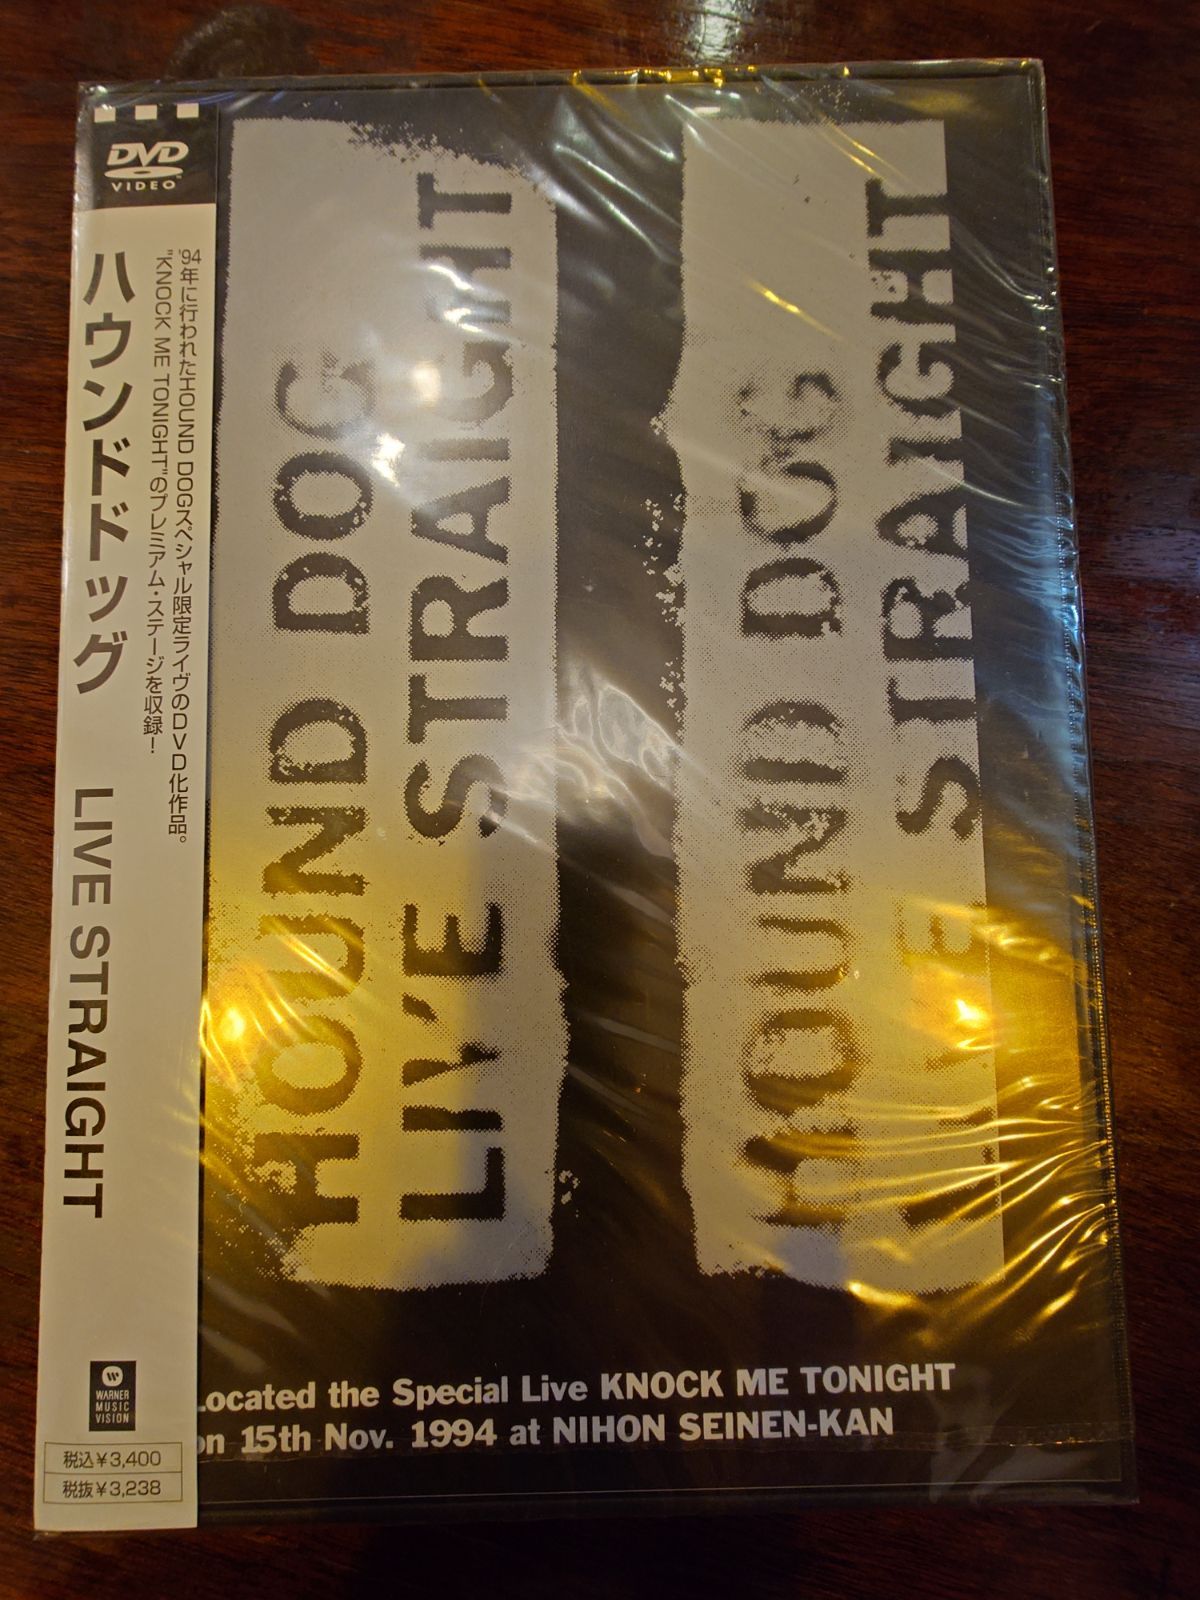 DVD
VIDEO
'94年に行われたHOUND DOGスペシャル限定ライヴのDVD化作品。
"KNOCK ME TONIGHT"のプレミアム・ステージを収録!
ハウンドドッグ LIVE STRAIGHT
WARNER
MUSIC
VISION
税込¥3,400
税抜¥3,238
HOUND DOG
LIVE STRAIGHT
HOUND DOG
LIVE STRAIGHT
Located the Special Live KNOCK ME TONIGHT
on 15th Nov. 1994 at NIHON SEINEN-KAN